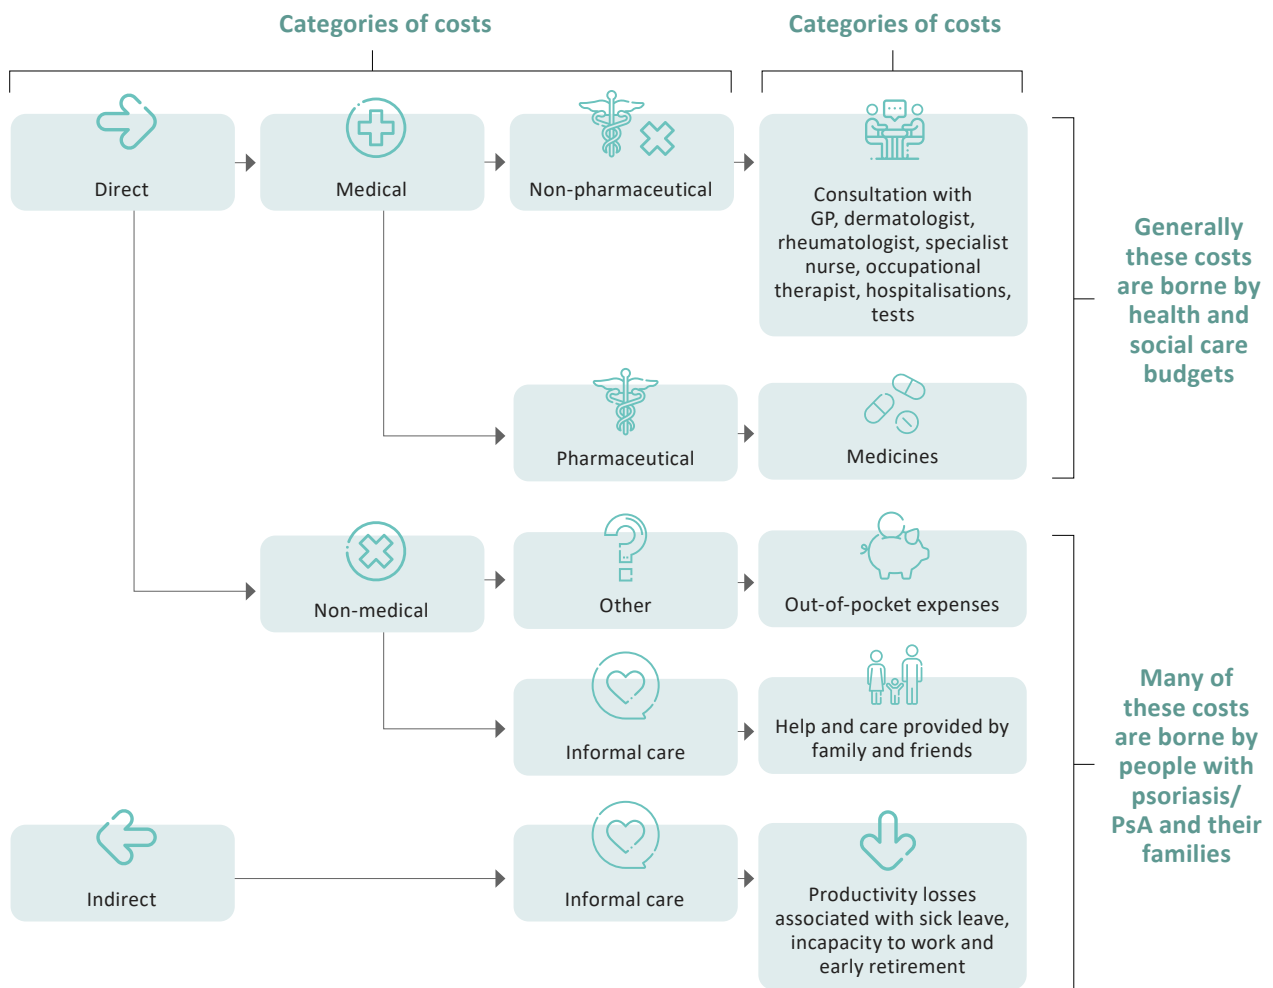 Categories of costs
Categories of costs
Direct
Medical
Non-pharmaceutical
Consultation with
GP, dermatologist,
rheumatologist, specialist
nurse, occupational
therapist, hospitalisations,
tests
Generally
these costs
are borne by
health and
social care
budgets
Pharmaceutical
Medicines
Non-medical
Other
Out-of-pocket expenses
Informal care
Help and care provided by
family and friends
Many of
these costs
are borne by
people with
psoriasis/
PsA and their
families
Indirect
Informal care
Productivity losses
associated with sick leave,
incapacity to work and
early retirement